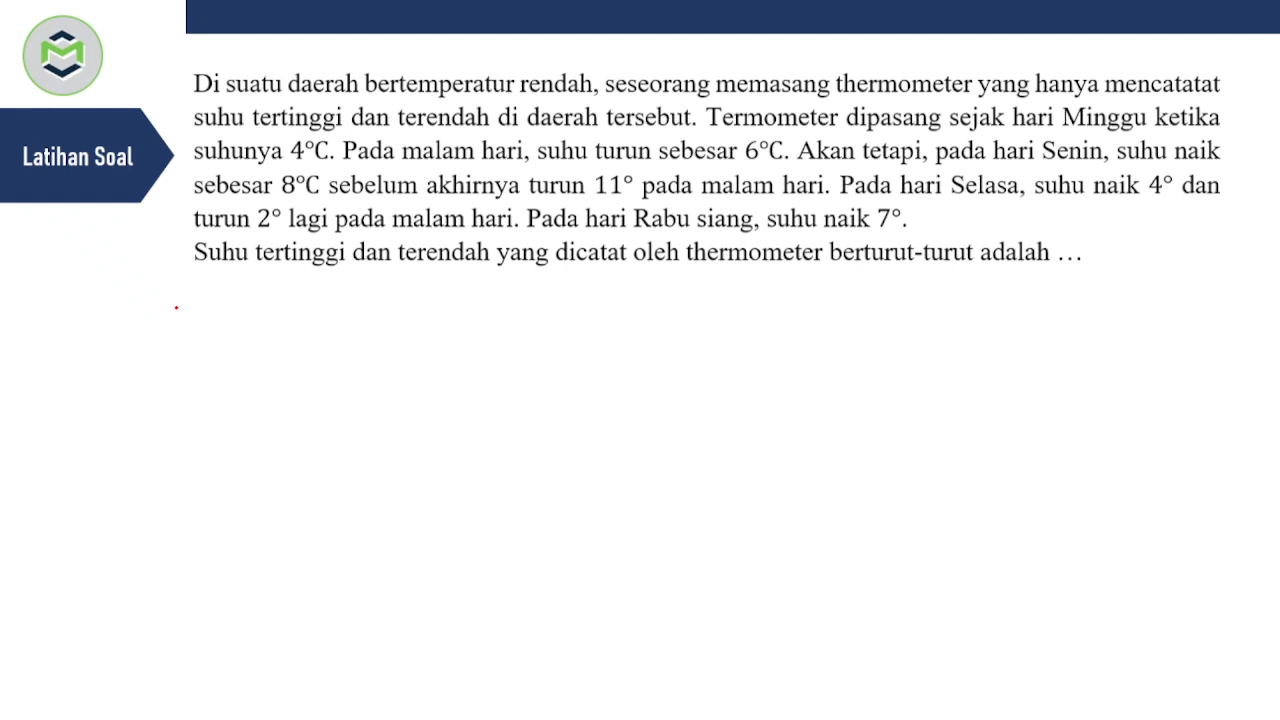 Di suatu daerah bertemperatur rendah, seseorang memasang thermometer yang hanya mencatatat
suhu tertinggi dan terendah di daerah tersebut. Termometer dipasang sejak hari Minggu ketika
Latihan Soal
suhunya 4°C. Pada malam hari, suhu turun sebesar 6°C. Akan tetapi, pada hari Senin, suhu naik
sebesar 8°C sebelum akhirnya turun 11° pada malam hari. Pada hari Selasa, suhu naik 4° dan
turun 2° lagi pada malam hari. Pada hari Rabu siang, suhu naik 7°.
Suhu tertinggi dan terendah yang dicatat oleh thermometer berturut-turut adalah …